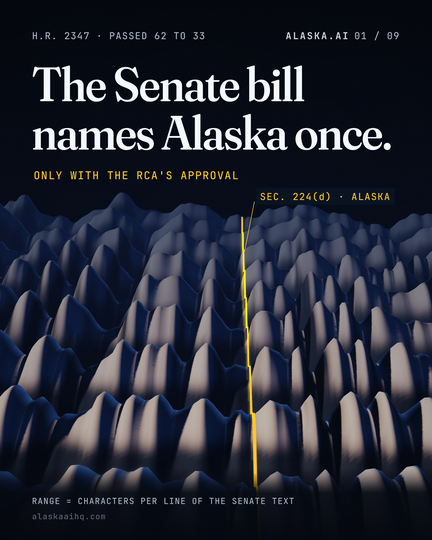 H.R. 2347 · PASSED 62 TO 33
ALASKA.AI 01 / 09
The Senate bill
names Alaska once.
ONLY WITH THE RCA'S APPROVAL
SEC. 224(d) · ALASKA
RANGE = CHARACTERS PER LINE OF THE SENATE TEXT
alaskaaihq.com